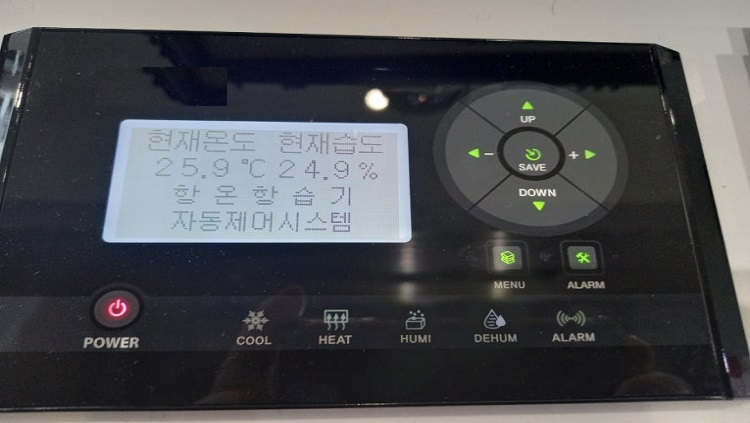 현재온도 현재습도
25.9℃ 24.9%
항온항습기
자동제어시스템
UP
- SAVE +
DOWN
MENU ALARM
POWER COOL HEAT HUMI DEHUM ALARM